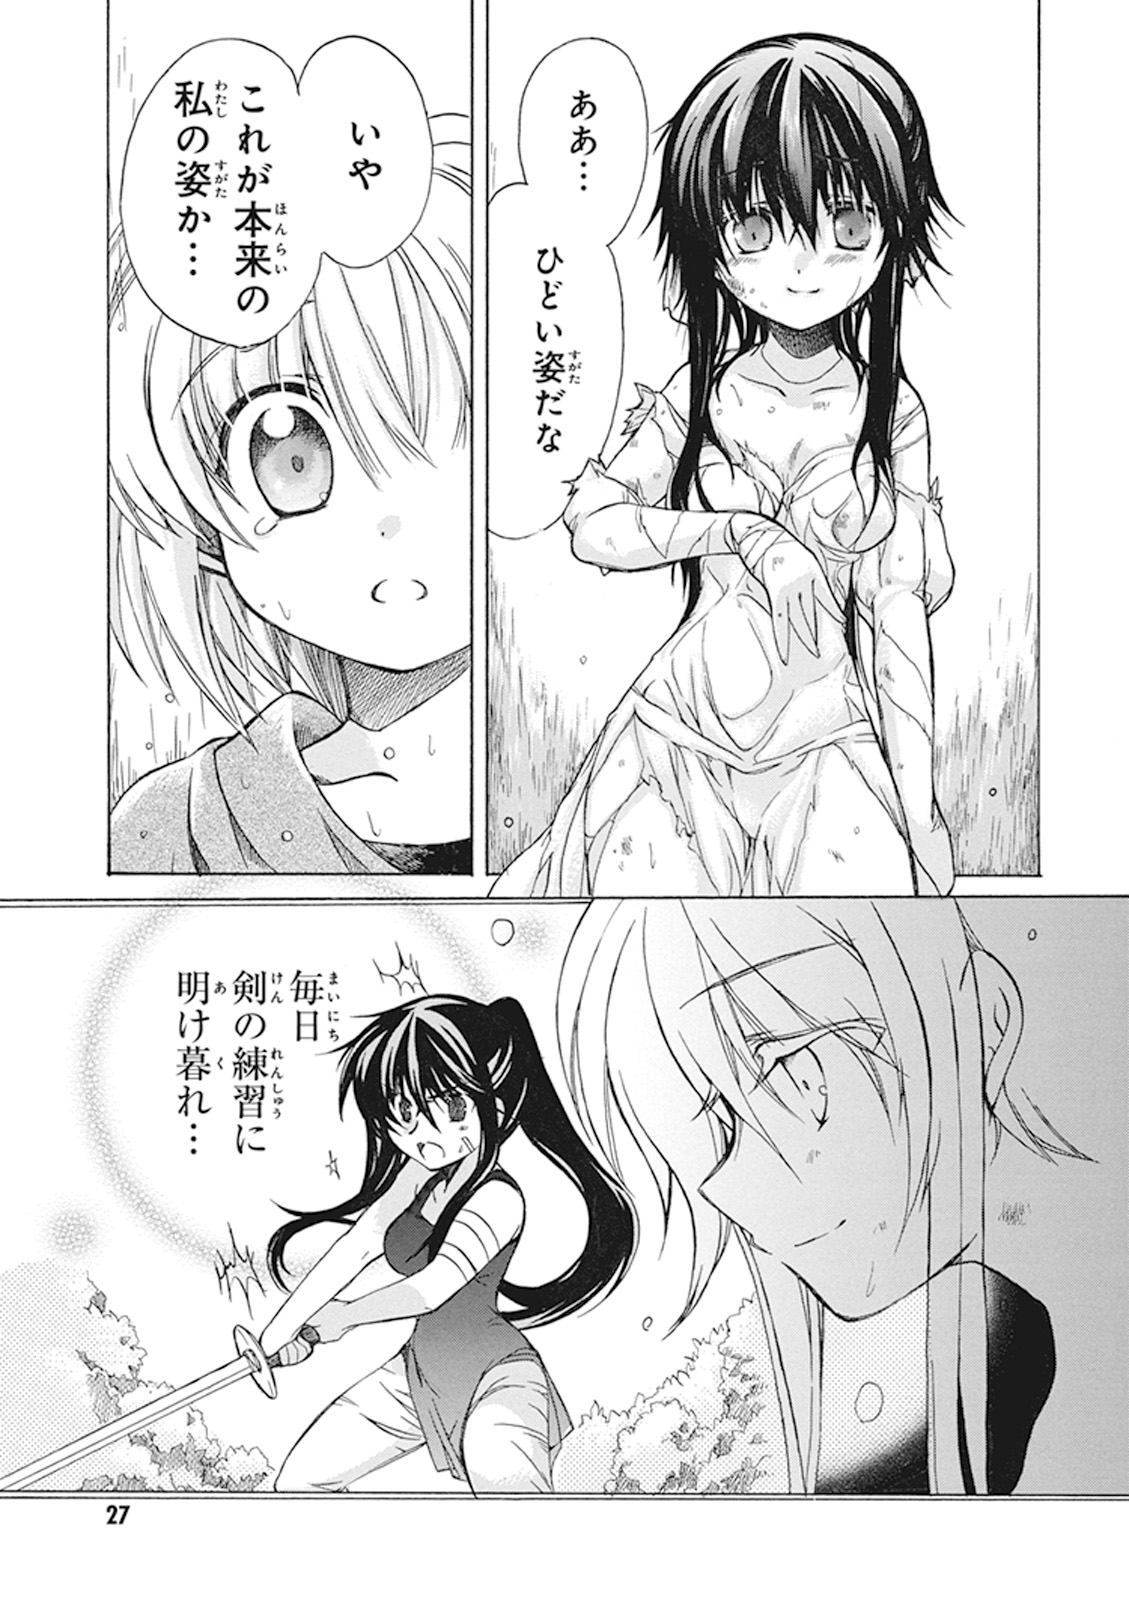 ああ…
ひどい姿だな
いや
これが本来の
私の姿か…
毎日
剣の練習に
明け暮れ…
27